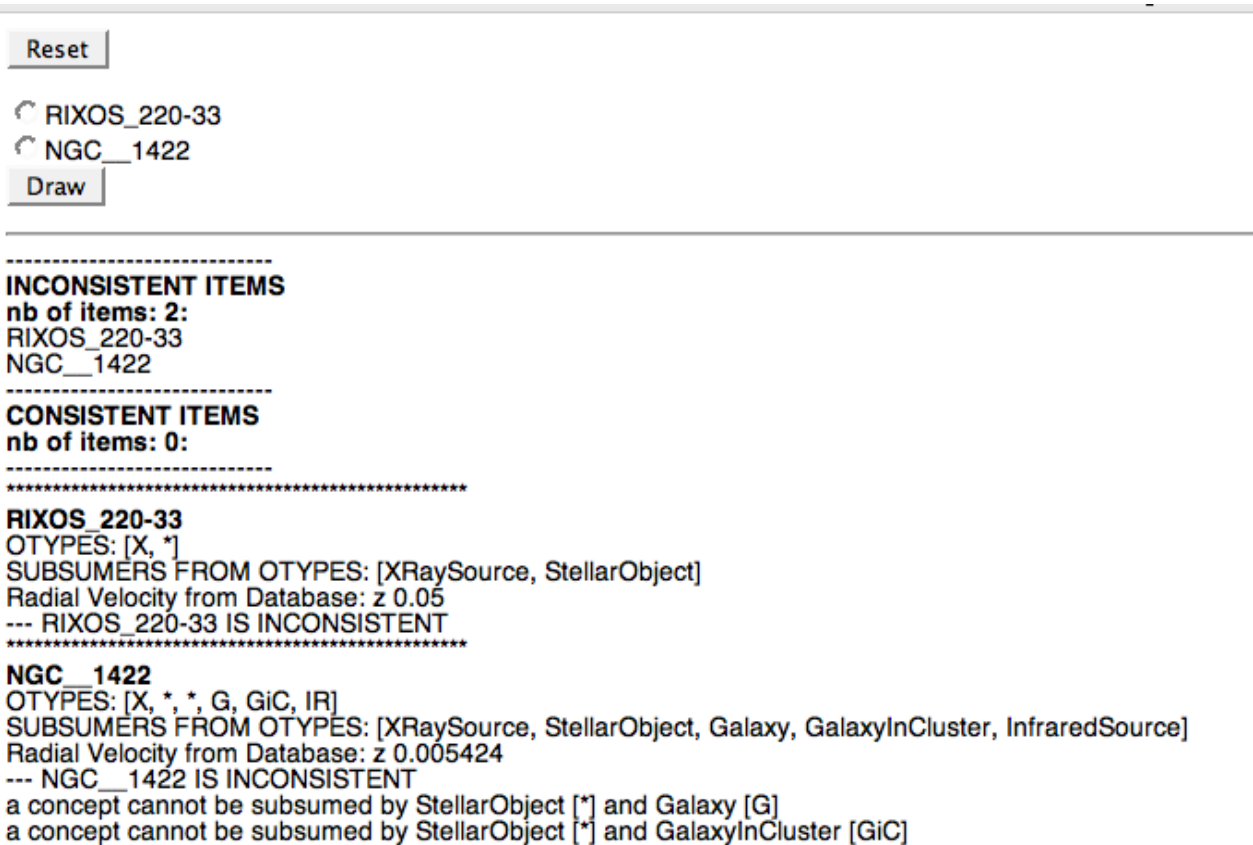 Reset
RIXOS_220-33
NGC__1422
Draw
-----------------------------
INCONSISTENT ITEMS
nb of items: 2:
RIXOS_220-33
NGC__1422
-----------------------------
CONSISTENT ITEMS
nb of items: 0:
-----------------------------
**************************************************
RIXOS_220-33
OTYPES: [X, *]
SUBSUMERS FROM OTYPES: [XRaySource, StellarObject]
Radial Velocity from Database: z 0.05
--- RIXOS_220-33 IS INCONSISTENT
**************************************************
NGC__1422
OTYPES: [X, *, *, G, GiC, IR]
SUBSUMERS FROM OTYPES: [XRaySource, StellarObject, Galaxy, GalaxyInCluster, InfraredSource]
Radial Velocity from Database: z 0.005424
--- NGC__1422 IS INCONSISTENT
a concept cannot be subsumed by StellarObject [*] and Galaxy [G]
a concept cannot be subsumed by StellarObject [*] and GalaxyInCluster [GiC]